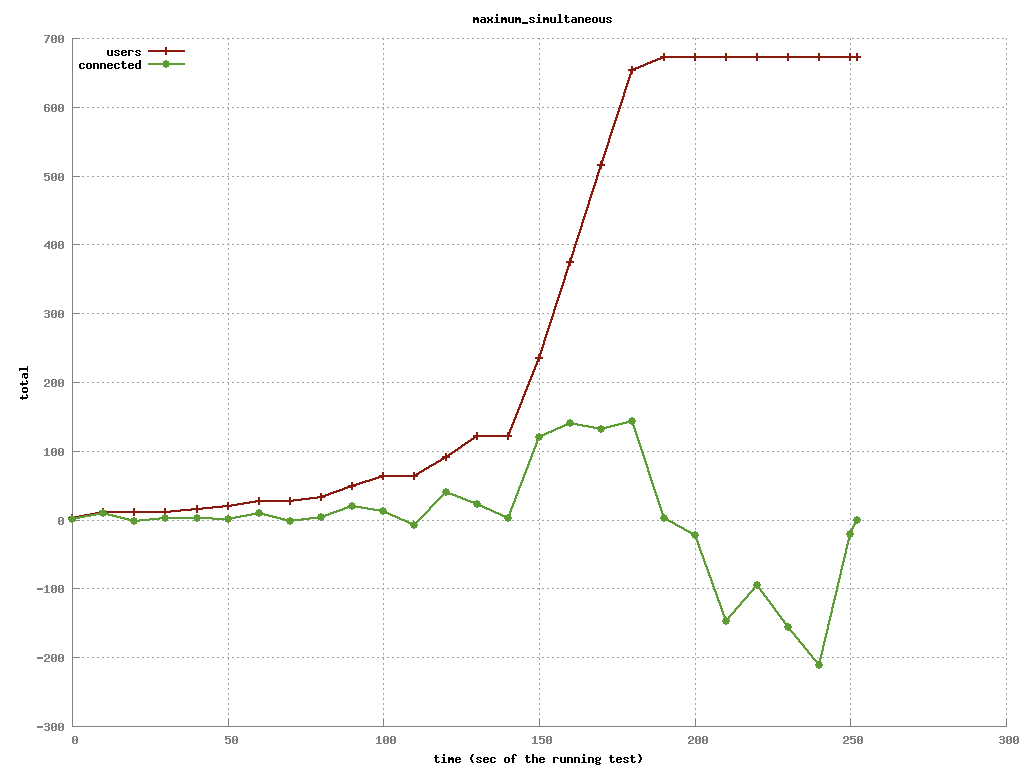 maximum_simultaneous
700
users
connected
600
500
400
300
200
100
0
-100
-200
-300
total
0 50 100 150 200 250 300
time (sec of the running test)